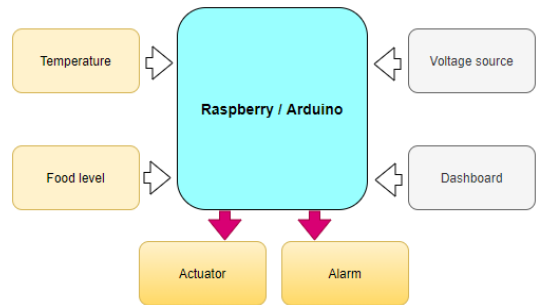 Temperature
Voltage source
Raspberry / Arduino
Food level
Dashboard
Actuator
Alarm